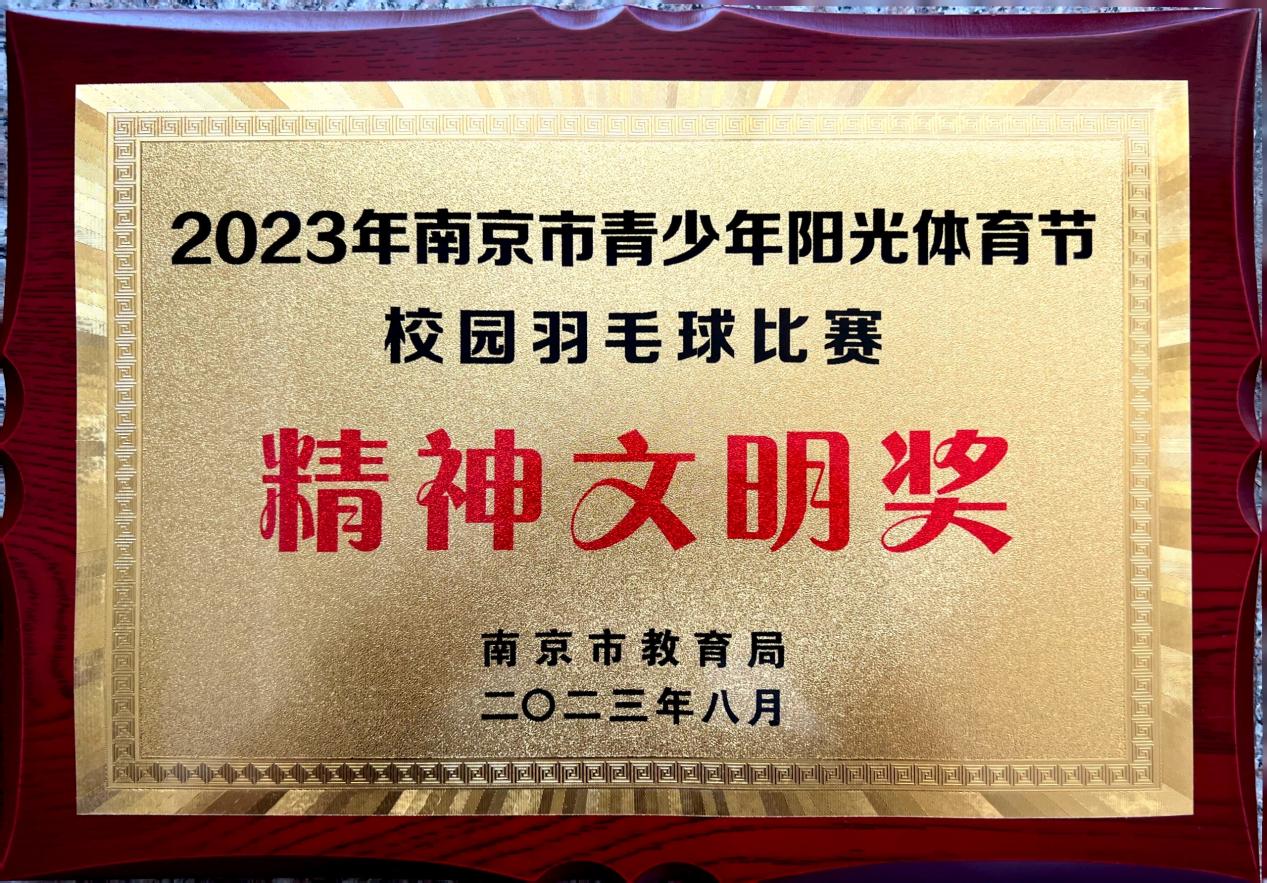 2023年南京市青少年阳光体育节
校园羽毛球比赛
精神文明奖
南京市教育局
二〇二三年八月